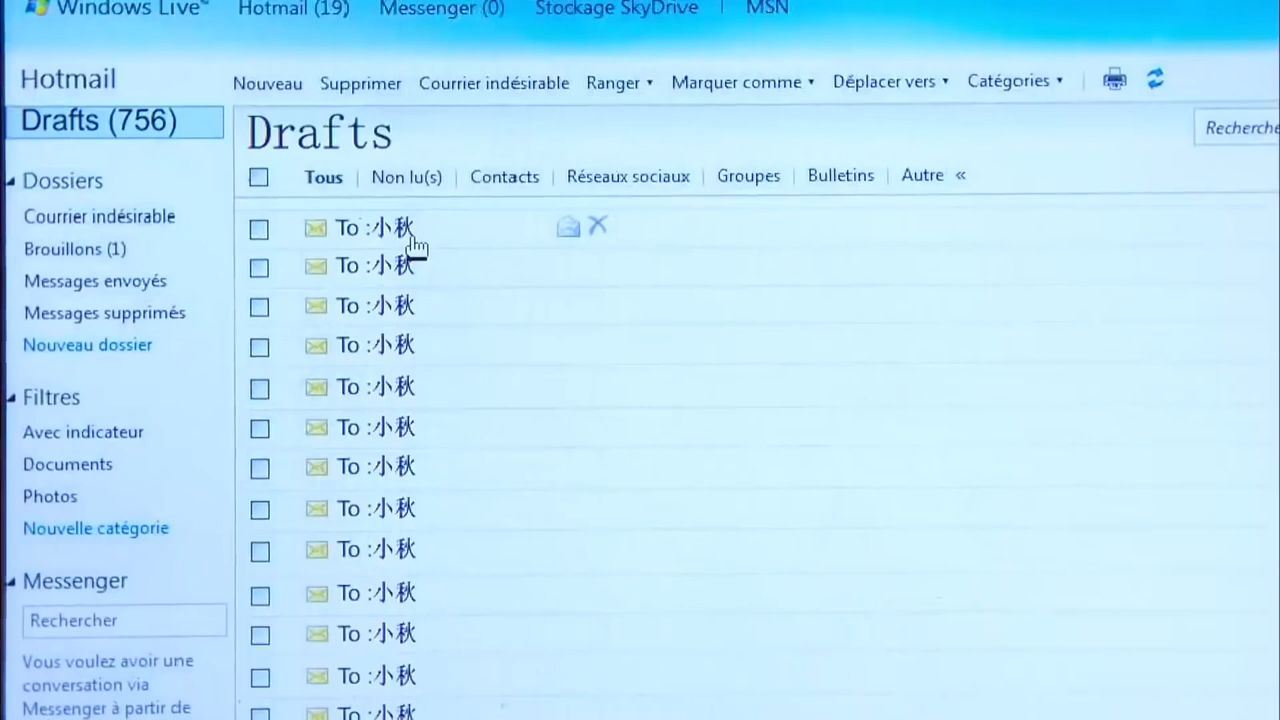 Windows Live™ Hotmail (19) Messenger (0) Stockage SkyDrive | MSN
Hotmail
Nouveau Supprimer Courrier indésirable Ranger Marquer comme Déplacer vers Catégories
Drafts (756)
Drafts
Recherche
Tous | Non lu(s) | Contacts | Réseaux sociaux | Groupes | Bulletins | Autre «
Dossiers
Courrier indésirable
Brouillons (1)
Messages envoyés
Messages supprimés
Nouveau dossier
Filtres
Avec indicateur
Documents
Photos
Nouvelle catégorie
Messenger
Rechercher
Vous voulez avoir une
conversation via
Messenger à partir de
To :小秋
To :小秋
To :小秋
To :小秋
To :小秋
To :小秋
To :小秋
To :小秋
To :小秋
To :小秋
To :小秋
To :小秋
To :小秋